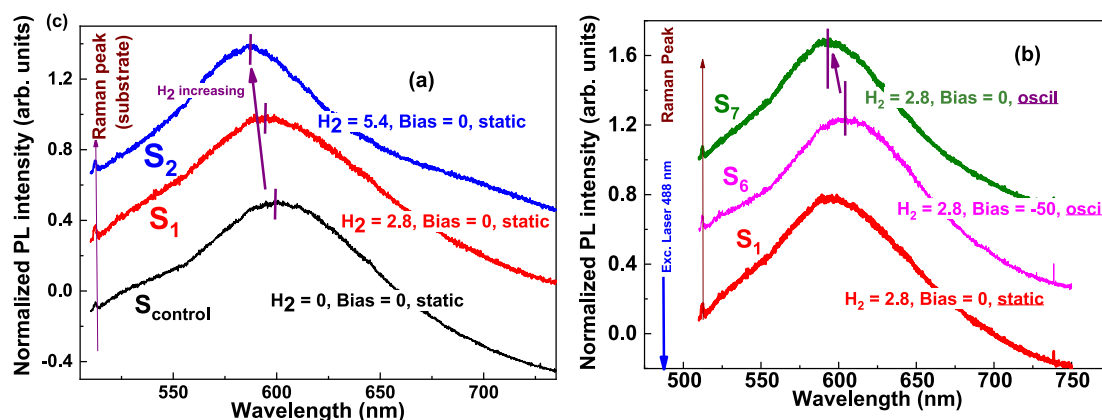 (c)
Normalized PL intensity (arb. units)
Raman peak
(substrate)
(a)
H2 increasing
S2
H2 = 5.4, Bias = 0, static
S1
H2 = 2.8, Bias = 0, static
Scontrol
H2 = 0, Bias = 0, static
1.2
0.8
0.4
0.0
-0.4
550
600
650
700
Wavelength (nm)
Normalized PL intensity (arb. units)
Raman Peak
(b)
S7
H2 = 2.8, Bias = 0, oscil
S6
H2 = 2.8, Bias = -50, oscil
S1
H2 = 2.8, Bias = 0, static
Exc. Laser 488 nm
1.6
1.2
0.8
0.4
0.0
500
550
600
650
700
750
Wavelength (nm)